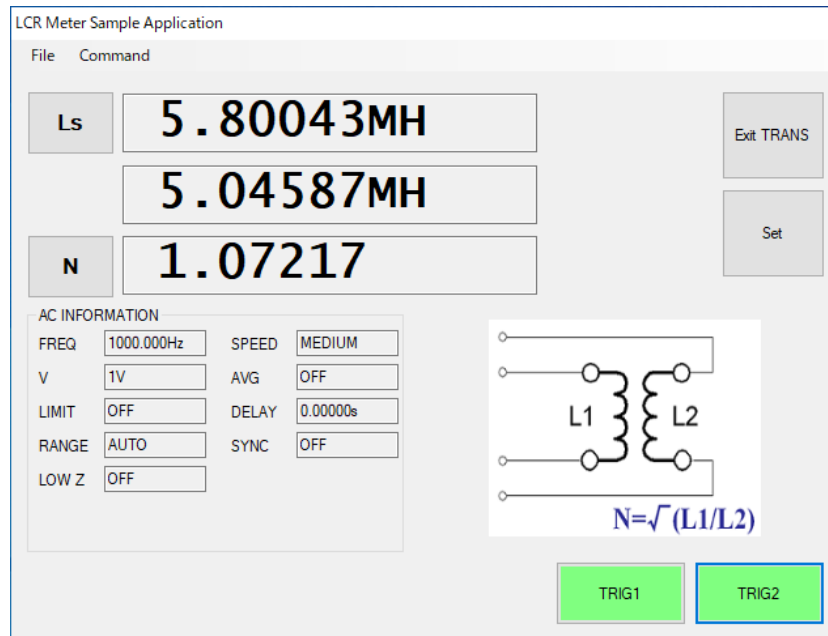 LCR Meter Sample Application
File Command
Ls 5.80043MH
5.04587MH
N 1.07217
Exit TRANS
Set
AC INFORMATION
FREQ 1000.000Hz SPEED MEDIUM
V 1V AVG OFF
LIMIT OFF DELAY 0.00000s
RANGE AUTO SYNC OFF
LOW Z OFF
L1 L2
N=√(L1/L2)
TRIG1 TRIG2